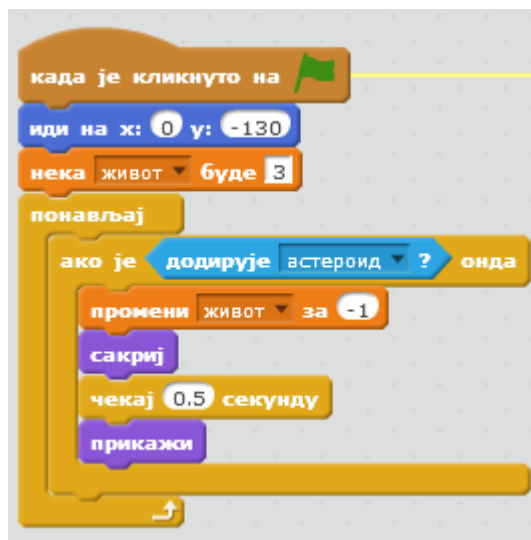 када је кликнуто на
иди на x: 0 y: -130
нека живот буде 3
понављај
ако је додирује астероид ? онда
промени живот за -1
сакриј
чекај 0.5 секунду
прикажи